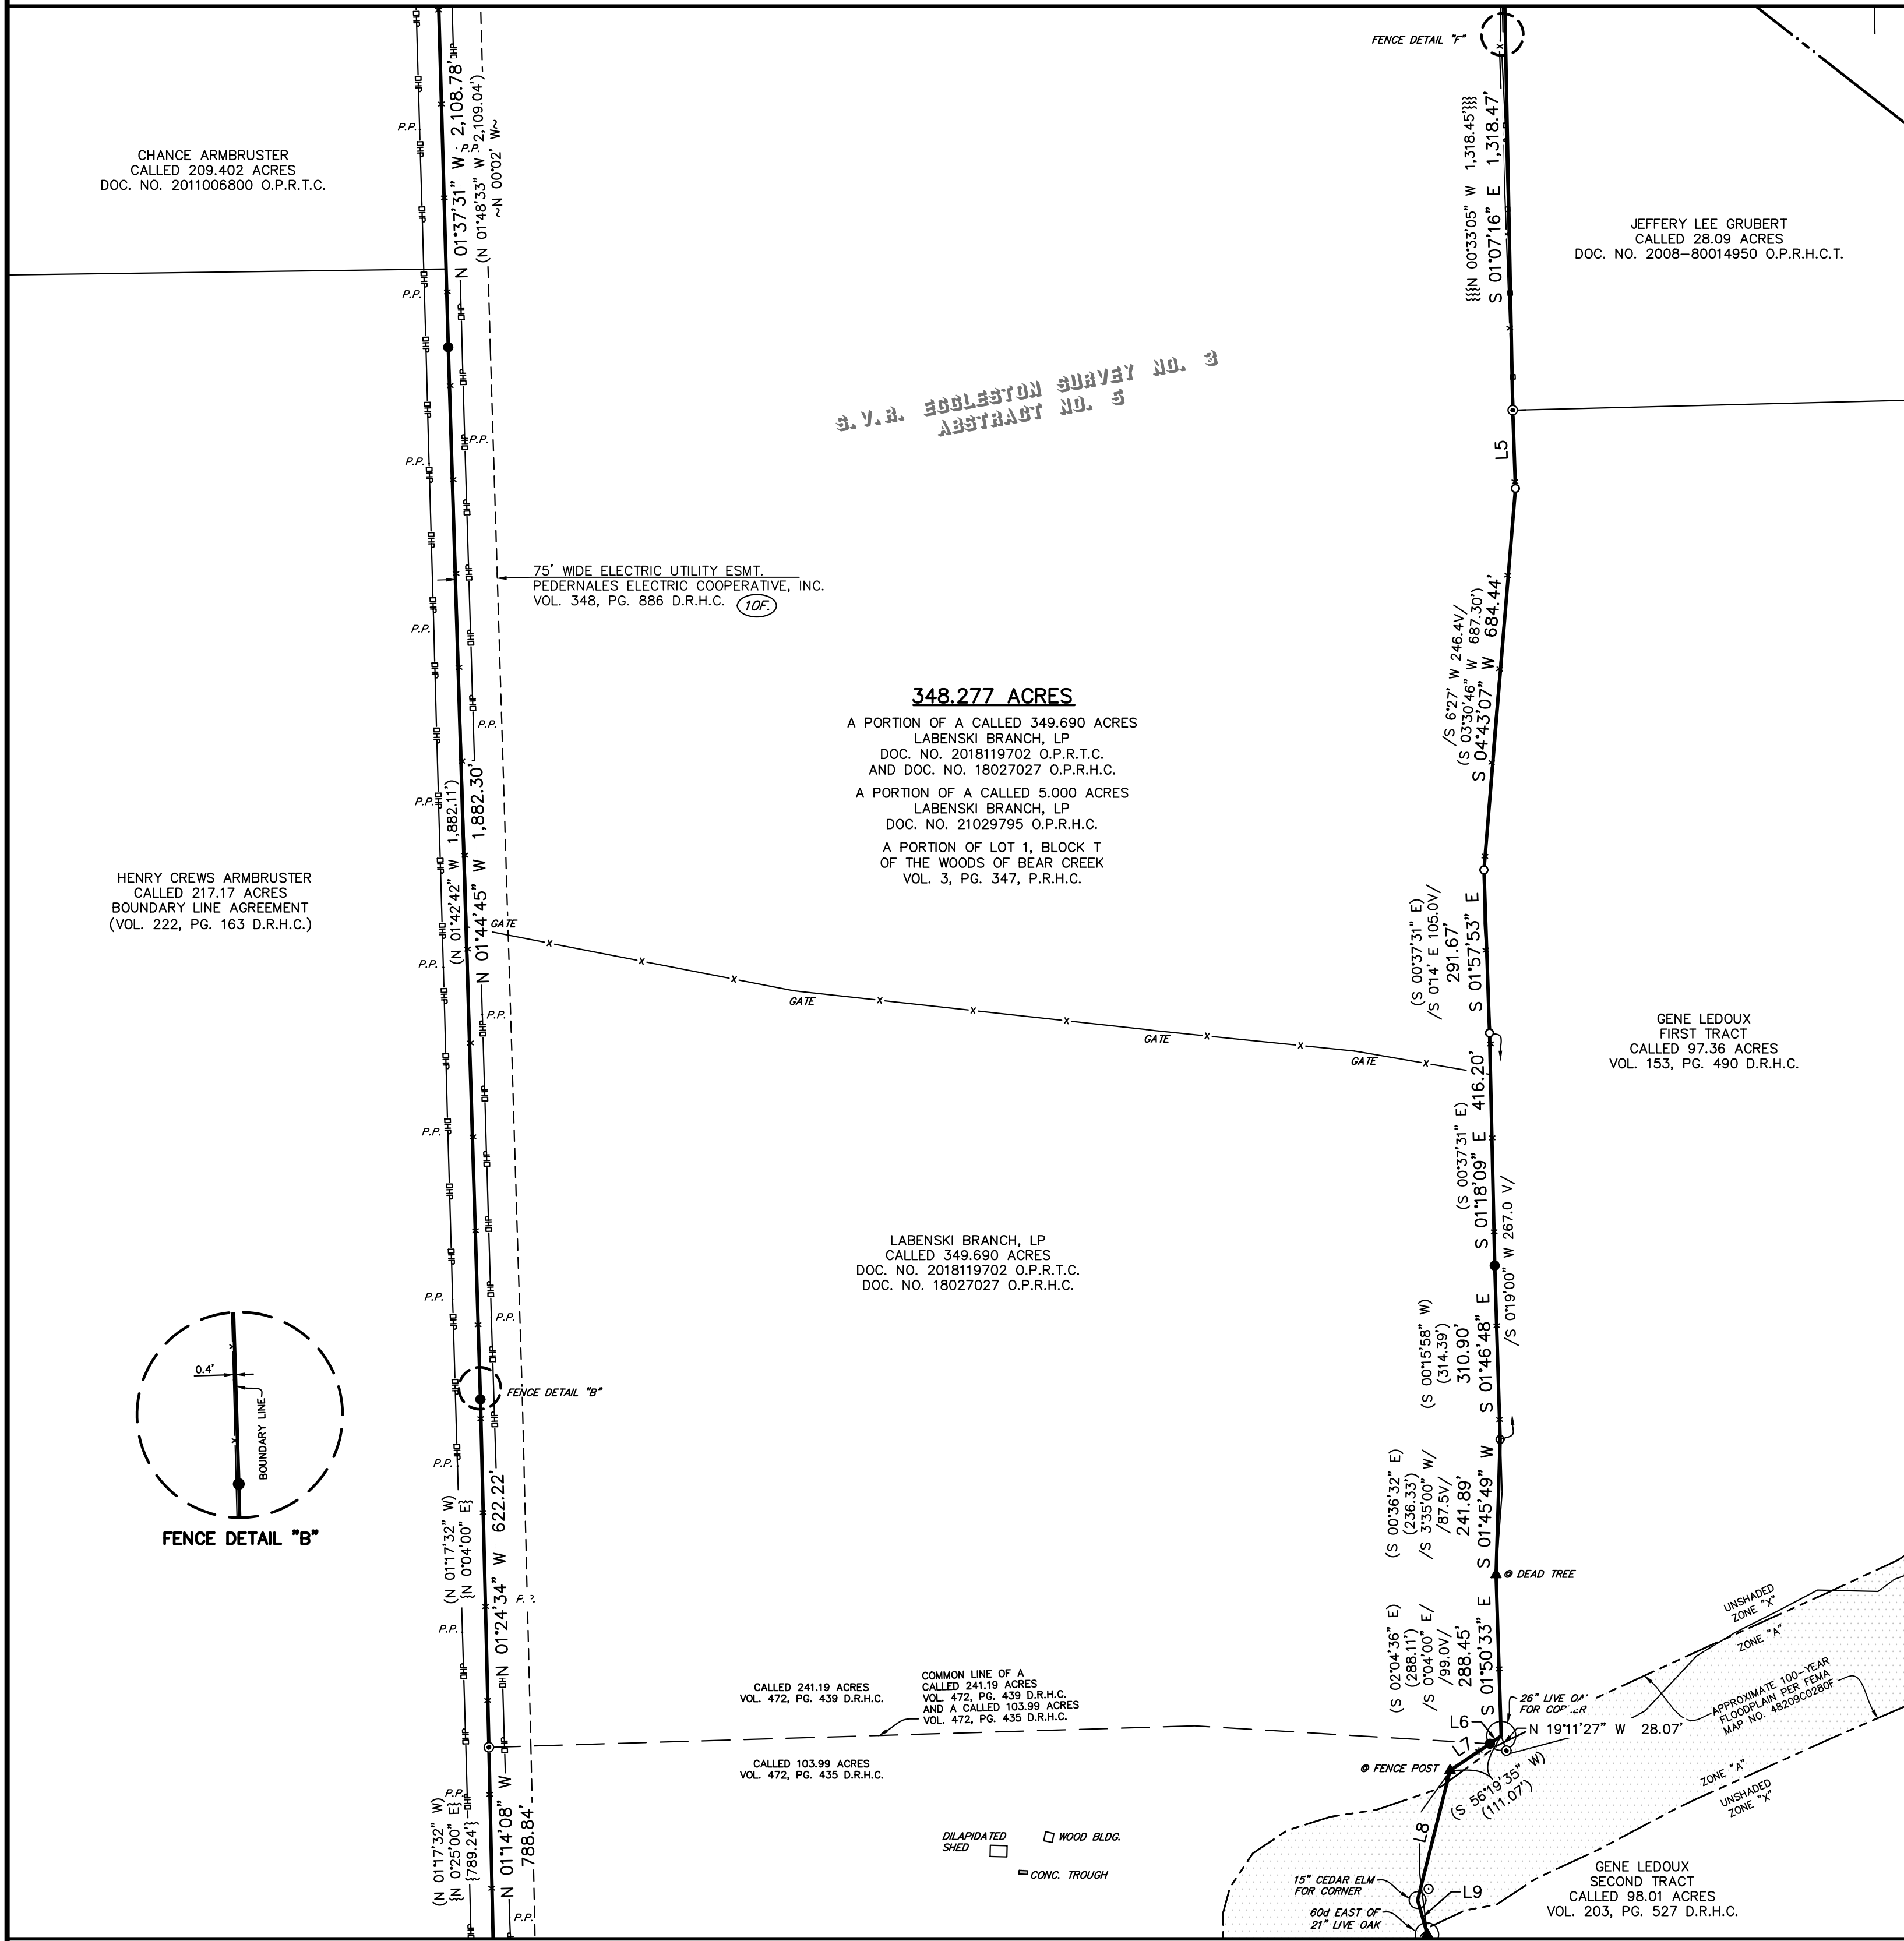 FENCE DETAIL "F"
CHANCE ARMBRUSTER
CALLED 209.402 ACRES
DOC. NO. 2011006800 O.P.R.T.C.
P.P.
N 01°37'31" W
2,108.78'
P.P.
(N 01°48'33" W 2,109.04')
~N 00°02' W~
N 00°33'05" W 1,318.45'
S 01°07'16" E 1,318.47'
JEFFERY LEE GRUBERT
CALLED 28.09 ACRES
DOC. NO. 2008-80014950 O.P.R.H.C.T.
P.P.
S.V.R. EGGLESTON SURVEY NO. 3
ABSTRACT NO. 5
L5
P.P.
P.P.
75' WIDE ELECTRIC UTILITY ESMT.
PEDERNALES ELECTRIC COOPERATIVE, INC.
VOL. 348, PG. 886 D.R.H.C.
10F.
P.P.
/S 6°27' W 246.4V/
(S 03°30'46" W 687.30')
S 04°43'07" W 684.44'
348.277 ACRES
A PORTION OF A CALLED 349.690 ACRES
LABENSKI BRANCH, LP
DOC. NO. 2018119702 O.P.R.T.C.
AND DOC. NO. 18027027 O.P.R.H.C.
A PORTION OF A CALLED 5.000 ACRES
LABENSKI BRANCH, LP
DOC. NO. 21029795 O.P.R.H.C.
A PORTION OF LOT 1, BLOCK T
OF THE WOODS OF BEAR CREEK
VOL. 3, PG. 347, P.R.H.C.
P.P.
P.P.
(N 01°42'42" W 1,882.11')
N 01°44'45" W 1,882.30'
HENRY CREWS ARMBRUSTER
CALLED 217.17 ACRES
BOUNDARY LINE AGREEMENT
(VOL. 222, PG. 163 D.R.H.C.)
GATE
P.P.
P.P.
GATE
GATE
GATE
(S 00°37'31" E)
/S 0°14' E 105.0V/
291.67'
S 01°57'53" E
GENE LEDOUX
FIRST TRACT
CALLED 97.36 ACRES
VOL. 153, PG. 490 D.R.H.C.
(S 00°37'31" E)
S 01°18'09" E 416.20'
/S 0°19'00" W 267.0 V/
P.P.
LABENSKI BRANCH, LP
CALLED 349.690 ACRES
DOC. NO. 2018119702 O.P.R.T.C.
DOC. NO. 18027027 O.P.R.H.C.
P.P.
P.P.
0.4'
BOUNDARY LINE
FENCE DETAIL "B"
FENCE DETAIL "B"
(S 00°15'58" W)
(314.39')
310.90'
S 01°46'48" E
P.P.
(N 01°17'32" W)
N 0°04'00" E
N 01°24'34" W 622.22'
(S 00°36'32" E)
(236.33')
/S 3°35'00" W/
/87.5V/
241.89'
S 01°45'49" W
@ DEAD TREE
P.P.
(S 02°04'36" E)
(288.11')
/S 0°04'00" E/
/99.0V/
288.45'
S 01°50'33" E
UNSHADED
ZONE "X"
ZONE "A"
APPROXIMATE 100-YEAR
FLOODPLAIN PER FEMA
MAP NO. 48209C0280F
CALLED 241.19 ACRES
VOL. 472, PG. 439 D.R.H.C.
COMMON LINE OF A
CALLED 241.19 ACRES
VOL. 472, PG. 439 D.R.H.C.
AND A CALLED 103.99 ACRES
VOL. 472, PG. 435 D.R.H.C.
26" LIVE
FOR
L6
N 19°11'27" W 28.07'
L7
CALLED 103.99 ACRES
VOL. 472, PG. 435 D.R.H.C.
@ FENCE POST
(S 56°19'35" W)
(111.07')
ZONE "A"
UNSHADED
ZONE "X"
P.P.
(N 01°17'32" W)
N 0°25'00" E
789.24'
N 01°14'08" W
788.84'
L8
DILAPIDATED
SHED
WOOD BLDG.
CONC. TROUGH
15" CEDAR ELM
FOR CORNER
L9
60d EAST OF
21" LIVE OAK
GENE LEDOUX
SECOND TRACT
CALLED 98.01 ACRES
VOL. 203, PG. 527 D.R.H.C.
P.P.